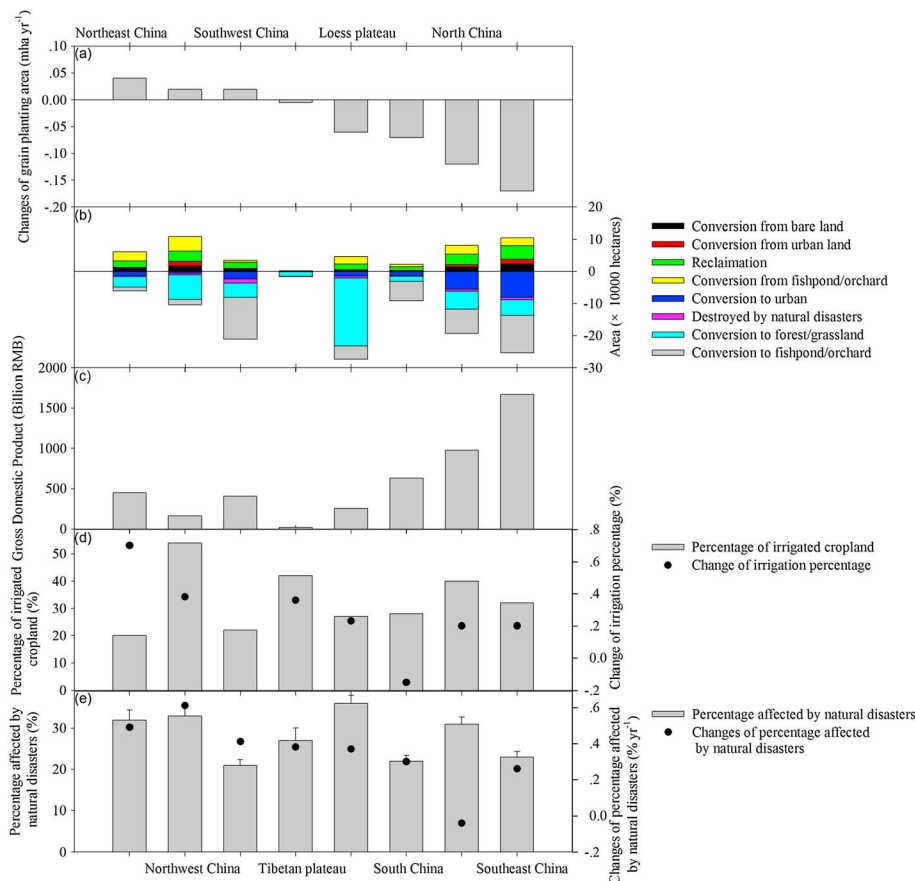 Northeast China Southwest China Loess plateau North China
(a)
Changes of grain planting area (mha yr⁻¹)
.10
.05
0.00
-.05
-.10
-.15
-.20
(b)
20
10
0
-10
-20
-30
Area (× 10000 hectares)
Conversion from bare land
Conversion from urban land
Reclaimation
Conversion from fishpond/orchard
Conversion to urban
Destroyed by natural disasters
Conversion to forest/grassland
Conversion to fishpond/orchard
(c)
Gross Domestic Product (Billion RMB)
2000
1500
1000
500
0
(d)
Percentage of irrigated
cropland (%)
50
40
30
20
10
0
.8
.6
.4
.2
0.0
-.2
Change of irrigation percentage (%)
Percentage of irrigated cropland
Change of irrigation percentage
(e)
Percentage affected by
natural disasters (%)
30
20
10
0
.6
.4
.2
0.0
-.2
Changes of percentage affected
by natural disasters (% yr⁻¹)
Percentage affected by natural disasters
Changes of percentage affected
by natural disasters
Northwest China Tibetan plateau South China Southeast China